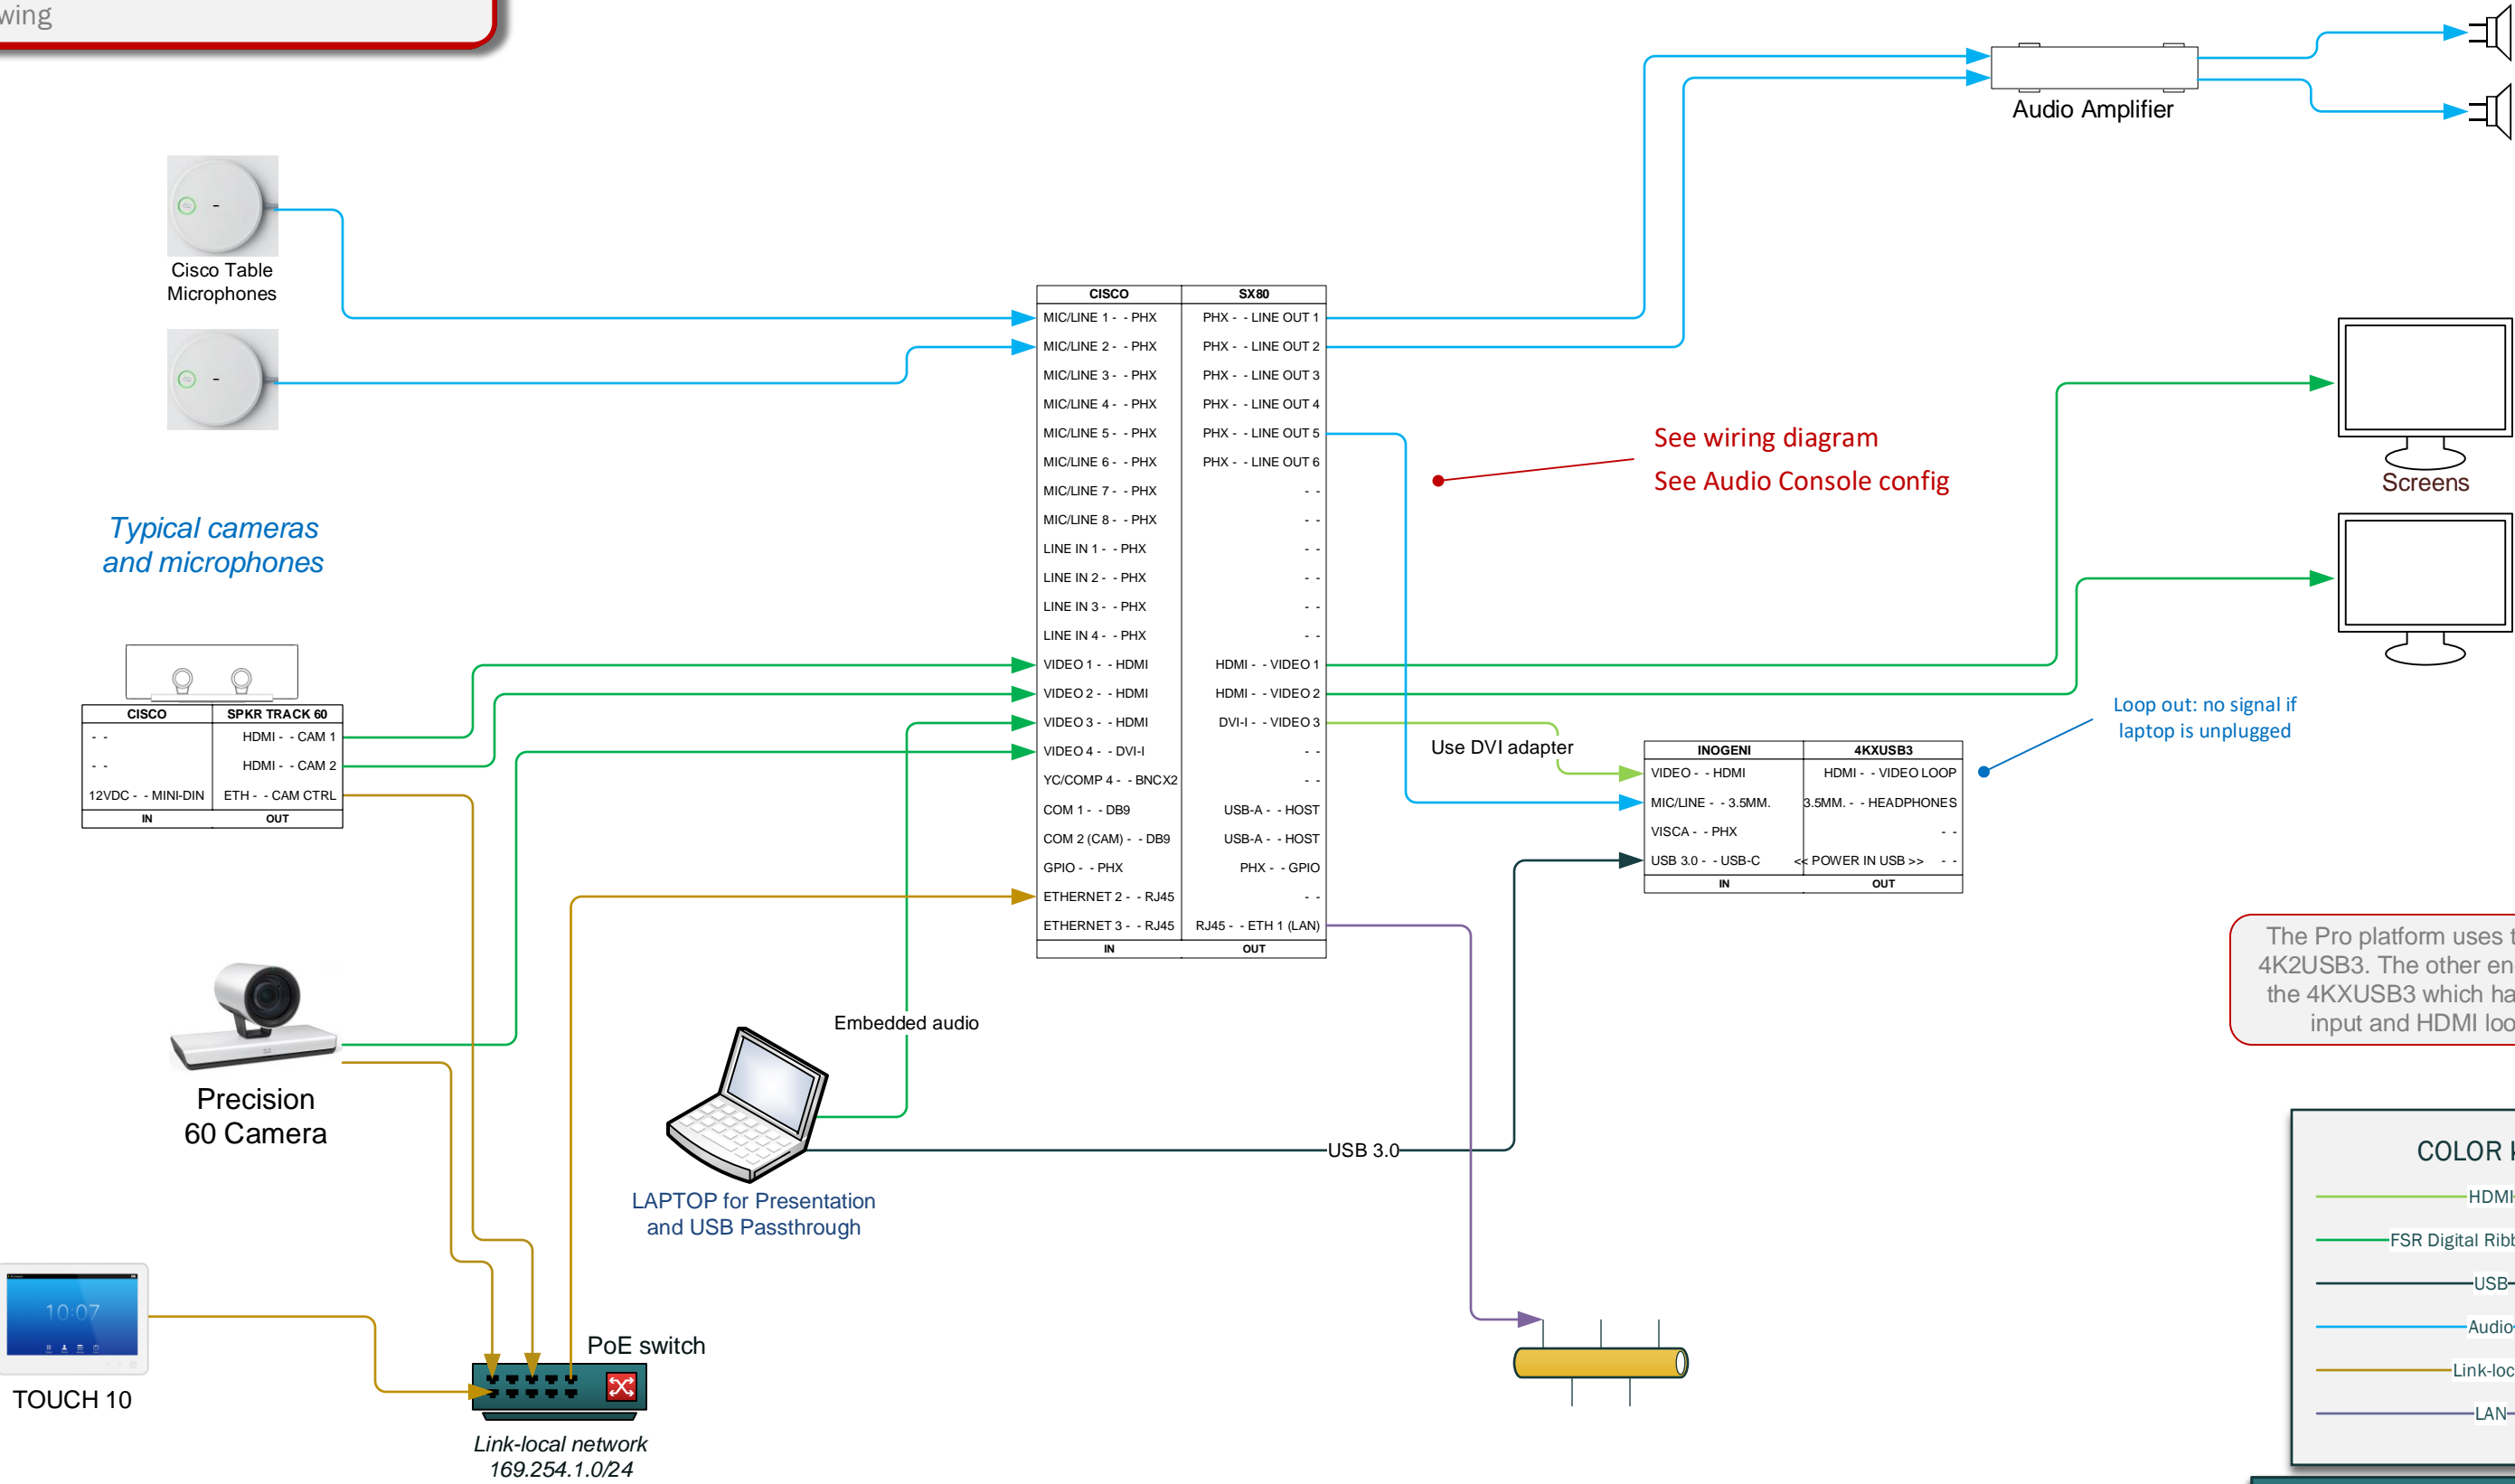 wing
Audio Amplifier
Cisco Table
Microphones
Typical cameras
and microphones
CISCO SX80
MIC/LINE 1 - - PHX PHX - - LINE OUT 1
MIC/LINE 2 - - PHX PHX - - LINE OUT 2
MIC/LINE 3 - - PHX PHX - - LINE OUT 3
MIC/LINE 4 - - PHX PHX - - LINE OUT 4
MIC/LINE 5 - - PHX PHX - - LINE OUT 5
MIC/LINE 6 - - PHX PHX - - LINE OUT 6
MIC/LINE 7 - - PHX - -
MIC/LINE 8 - - PHX - -
LINE IN 1 - - PHX - -
LINE IN 2 - - PHX - -
LINE IN 3 - - PHX - -
LINE IN 4 - - PHX - -
VIDEO 1 - - HDMI HDMI - - VIDEO 1
VIDEO 2 - - HDMI HDMI - - VIDEO 2
VIDEO 3 - - HDMI DVI-I - - VIDEO 3
VIDEO 4 - - DVI-I - -
YC/COMP 4 - - BNCX2 - -
COM 1 - - DB9 USB-A - - HOST
COM 2 (CAM) - - DB9 USB-A - - HOST
GPIO - - PHX PHX - - GPIO
ETHERNET 2 - - RJ45 - -
ETHERNET 3 - - RJ45 RJ45 - - ETH 1 (LAN)
IN OUT
See wiring diagram
See Audio Console config
Screens
CISCO SPKR TRACK 60
- - HDMI - - CAM 1
- - HDMI - - CAM 2
12VDC - - MINI-DIN ETH - - CAM CTRL
IN OUT
Use DVI adapter
Loop out: no signal if
laptop is unplugged
INOGENI 4KXUSB3
VIDEO - - HDMI HDMI - - VIDEO LOOP
MIC/LINE - - 3.5MM. 3.5MM. - - HEADPHONES
VISCA - - PHX - -
USB 3.0 - - USB-C << POWER IN USB >> - -
IN OUT
The Pro platform uses t
4K2USB3. The other en
the 4KXUSB3 which ha
input and HDMI loo
Embedded audio
Precision
60 Camera
USB 3.0
LAPTOP for Presentation
and USB Passthrough
COLOR
HDMI
FSR Digital Ribb
USB
Audio
Link-loc
LAN
10:07
TOUCH 10
PoE switch
Link-local network
169.254.1.0/24